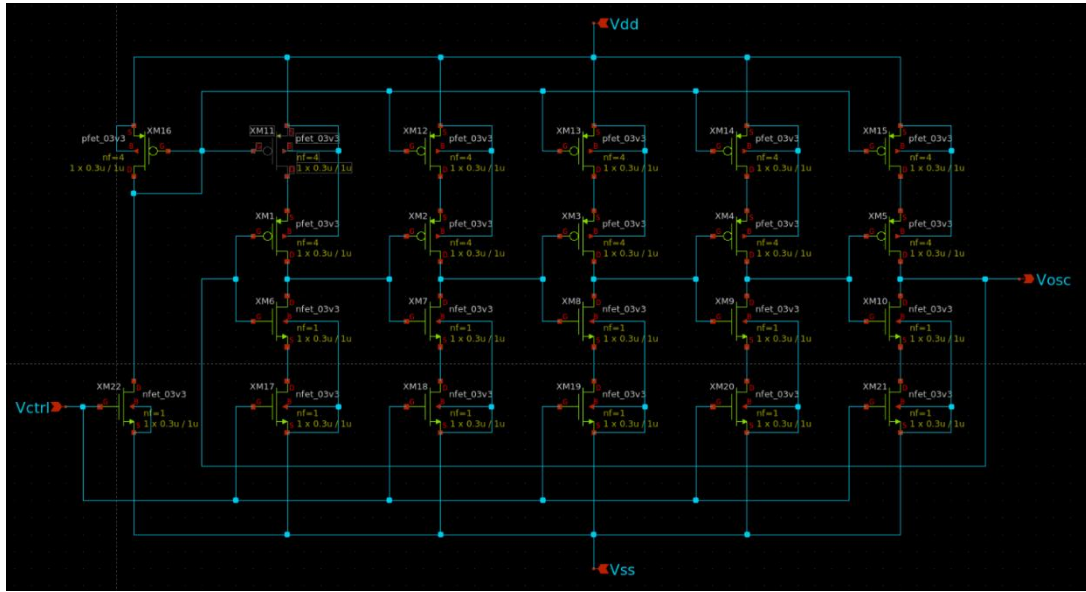 Vdd
XM16
pfet_03v3
nf=4
1 x 0.3u / 1u
XM11
pfet_03v3
nf=4
1 x 0.3u / 1u
XM12
pfet_03v3
nf=4
1 x 0.3u / 1u
XM13
pfet_03v3
nf=4
1 x 0.3u / 1u
XM14
pfet_03v3
nf=4
1 x 0.3u / 1u
XM15
pfet_03v3
nf=4
1 x 0.3u / 1u
XM1
pfet_03v3
nf=4
1 x 0.3u / 1u
XM2
pfet_03v3
nf=4
1 x 0.3u / 1u
XM3
pfet_03v3
nf=4
1 x 0.3u / 1u
XM4
pfet_03v3
nf=4
1 x 0.3u / 1u
XM5
pfet_03v3
nf=4
1 x 0.3u / 1u
Vosc
XM6
nfet_03v3
nf=1
1 x 0.3u / 1u
XM7
nfet_03v3
nf=1
1 x 0.3u / 1u
XM8
nfet_03v3
nf=1
1 x 0.3u / 1u
XM9
nfet_03v3
nf=1
1 x 0.3u / 1u
XM10
nfet_03v3
nf=1
1 x 0.3u / 1u
Vctrl
XM22
nfet_03v3
nf=1
1 x 0.3u / 1u
XM17
nfet_03v3
nf=1
1 x 0.3u / 1u
XM18
nfet_03v3
nf=1
1 x 0.3u / 1u
XM19
nfet_03v3
nf=1
1 x 0.3u / 1u
XM20
nfet_03v3
nf=1
1 x 0.3u / 1u
XM21
nfet_03v3
nf=1
1 x 0.3u / 1u
Vss